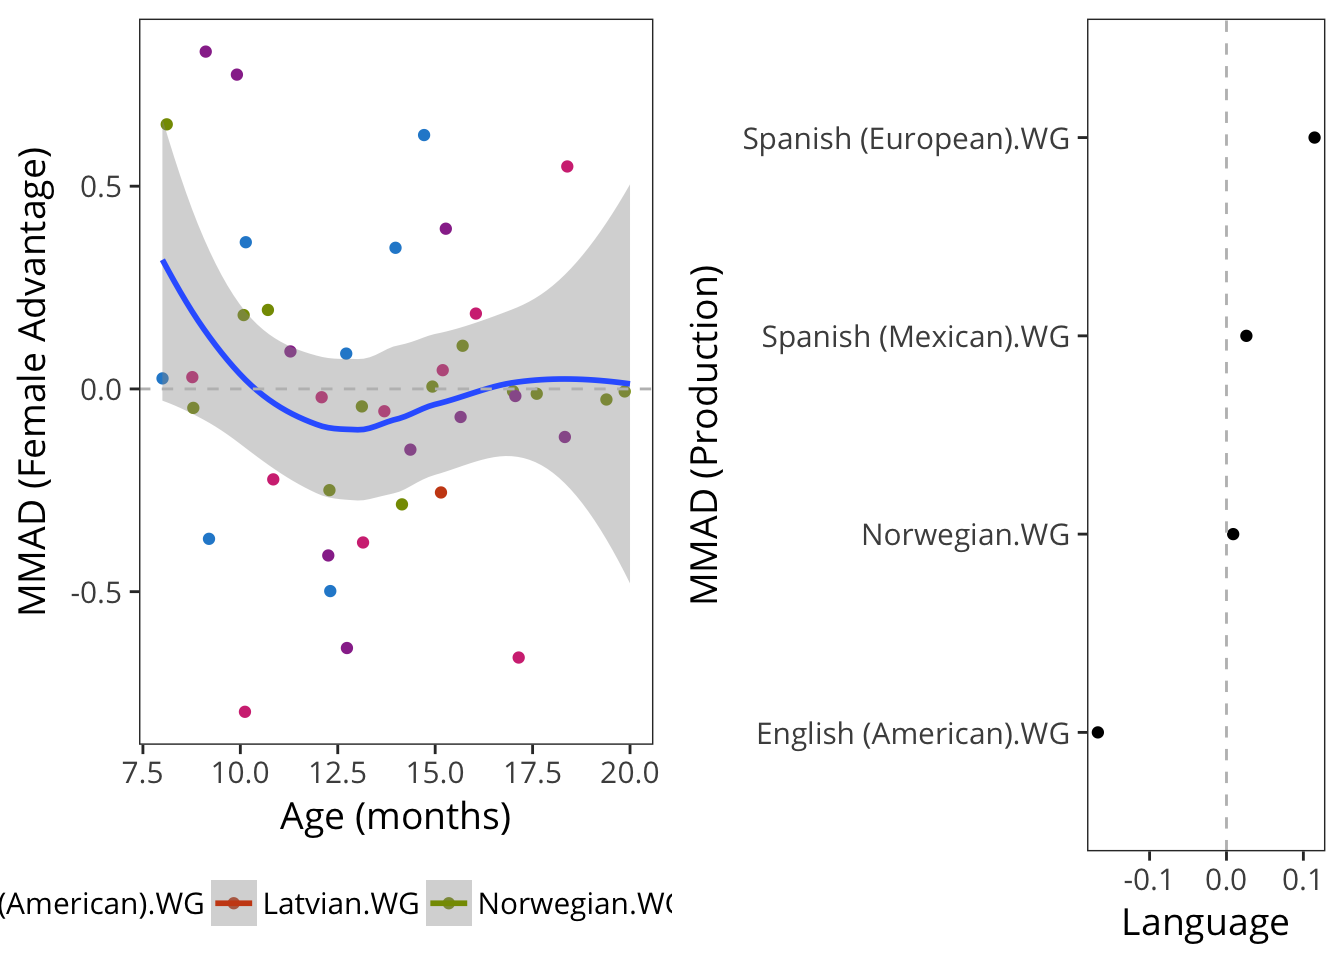 MMAD (Female Advantage)
0.5
0.0
-0.5
7.5 10.0 12.5 15.0 17.5 20.0
Age (months)
(American).WG Latvian.WG Norwegian.WG
MMAD (Production)
Spanish (European).WG
Spanish (Mexican).WG
Norwegian.WG
English (American).WG
-0.1 0.0 0.1
Language